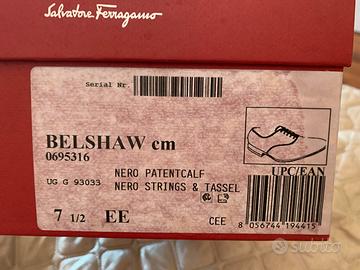 Salvatore Ferragamo
Serial Nr.
BELSHAW cm
0695316
NERO PATENTCALF
UG G 93033
NERO STRINGS & TASSEL
UPC/EAN
7 1/2 EE
CEE
8 056744 194415
subito